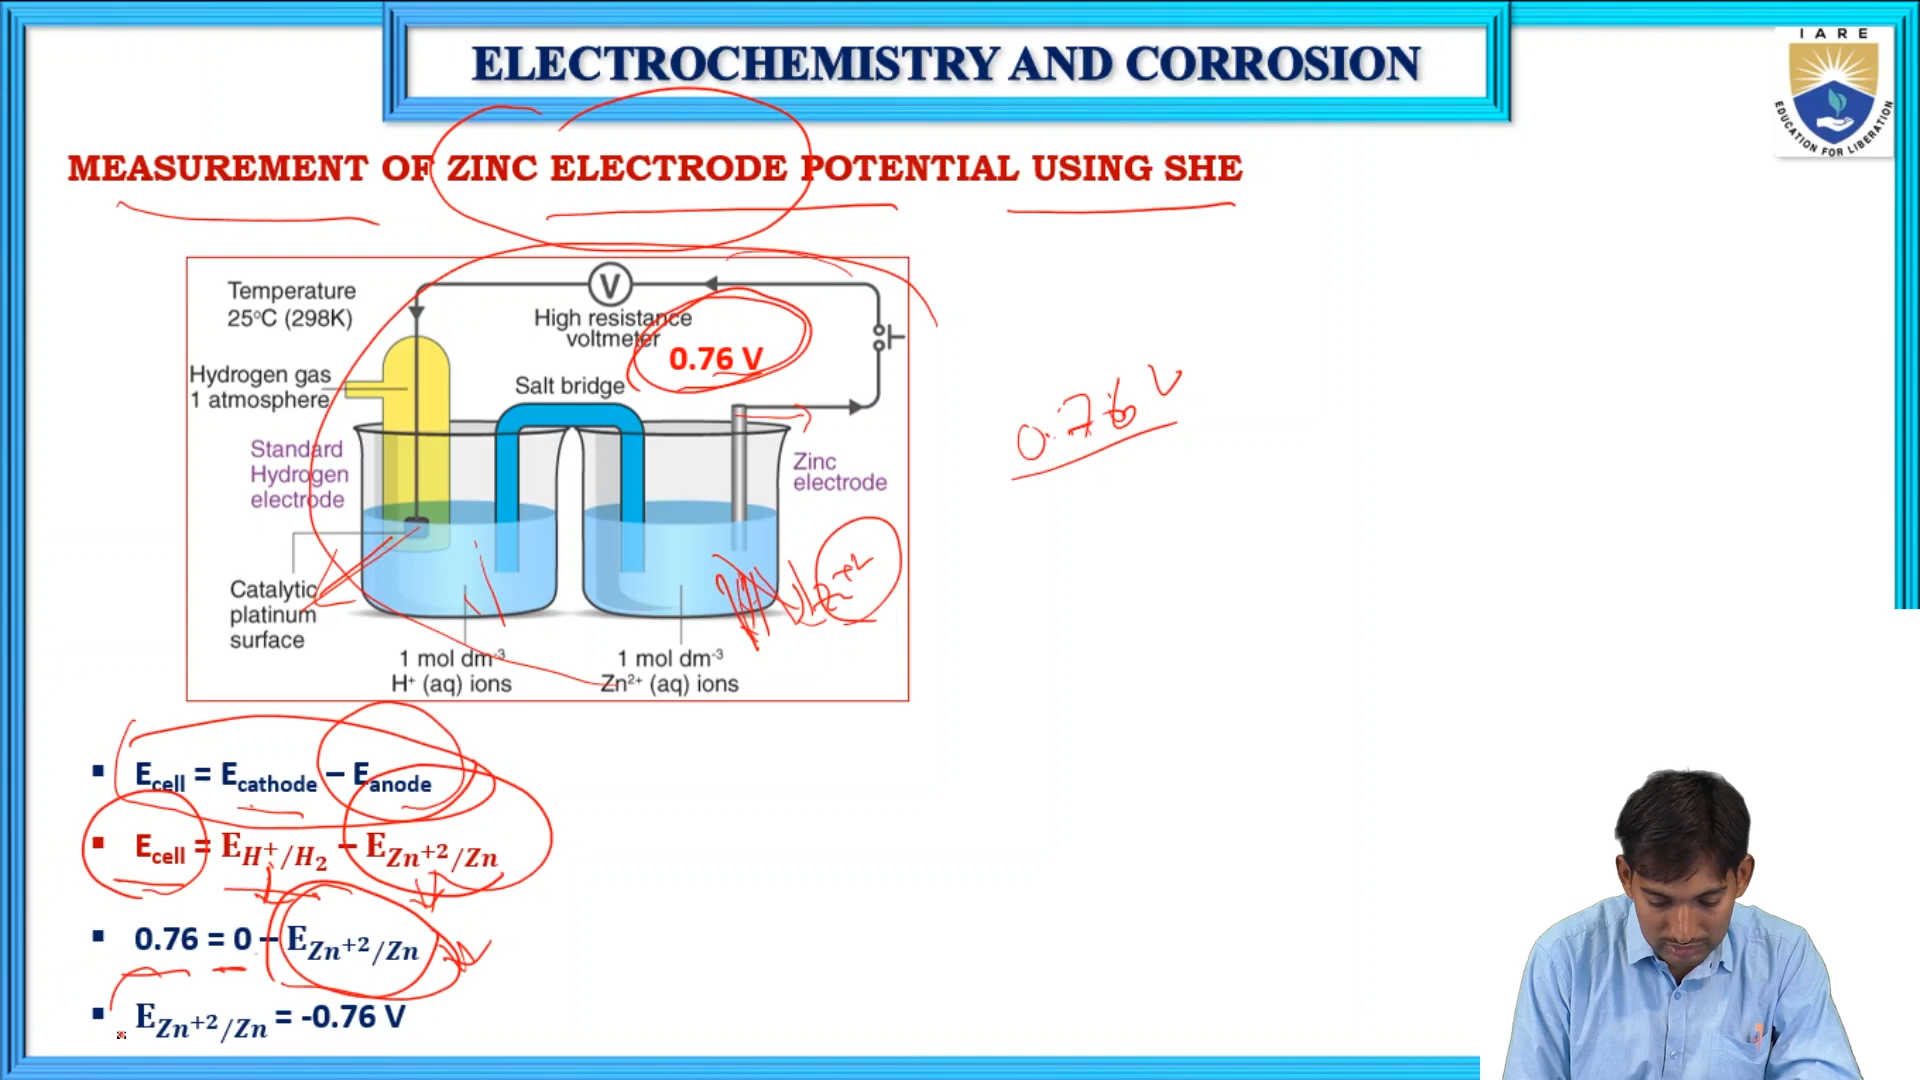 ELECTROCHEMISTRY AND CORROSION
IARE
EDUCATION FOR LIBERATION
MEASUREMENT OF ZINC ELECTRODE POTENTIAL USING SHE
Temperature
25°C (298K)
V
High resistance
voltmeter
0.76 V
Hydrogen gas
1 atmosphere
Salt bridge
0.76 V
Standard
Hydrogen
electrode
Zinc
electrode
Zn+2
Catalytic
platinum
surface
1 mol dm-3
H+ (aq) ions
1 mol dm-3
Zn2+ (aq) ions
▪ Ecell = Ecathode – Eanode
▪ Ecell = EH+/H2 – EZn+2/Zn
▪ 0.76 = 0 – EZn+2/Zn
▪ EZn+2/Zn = -0.76 V